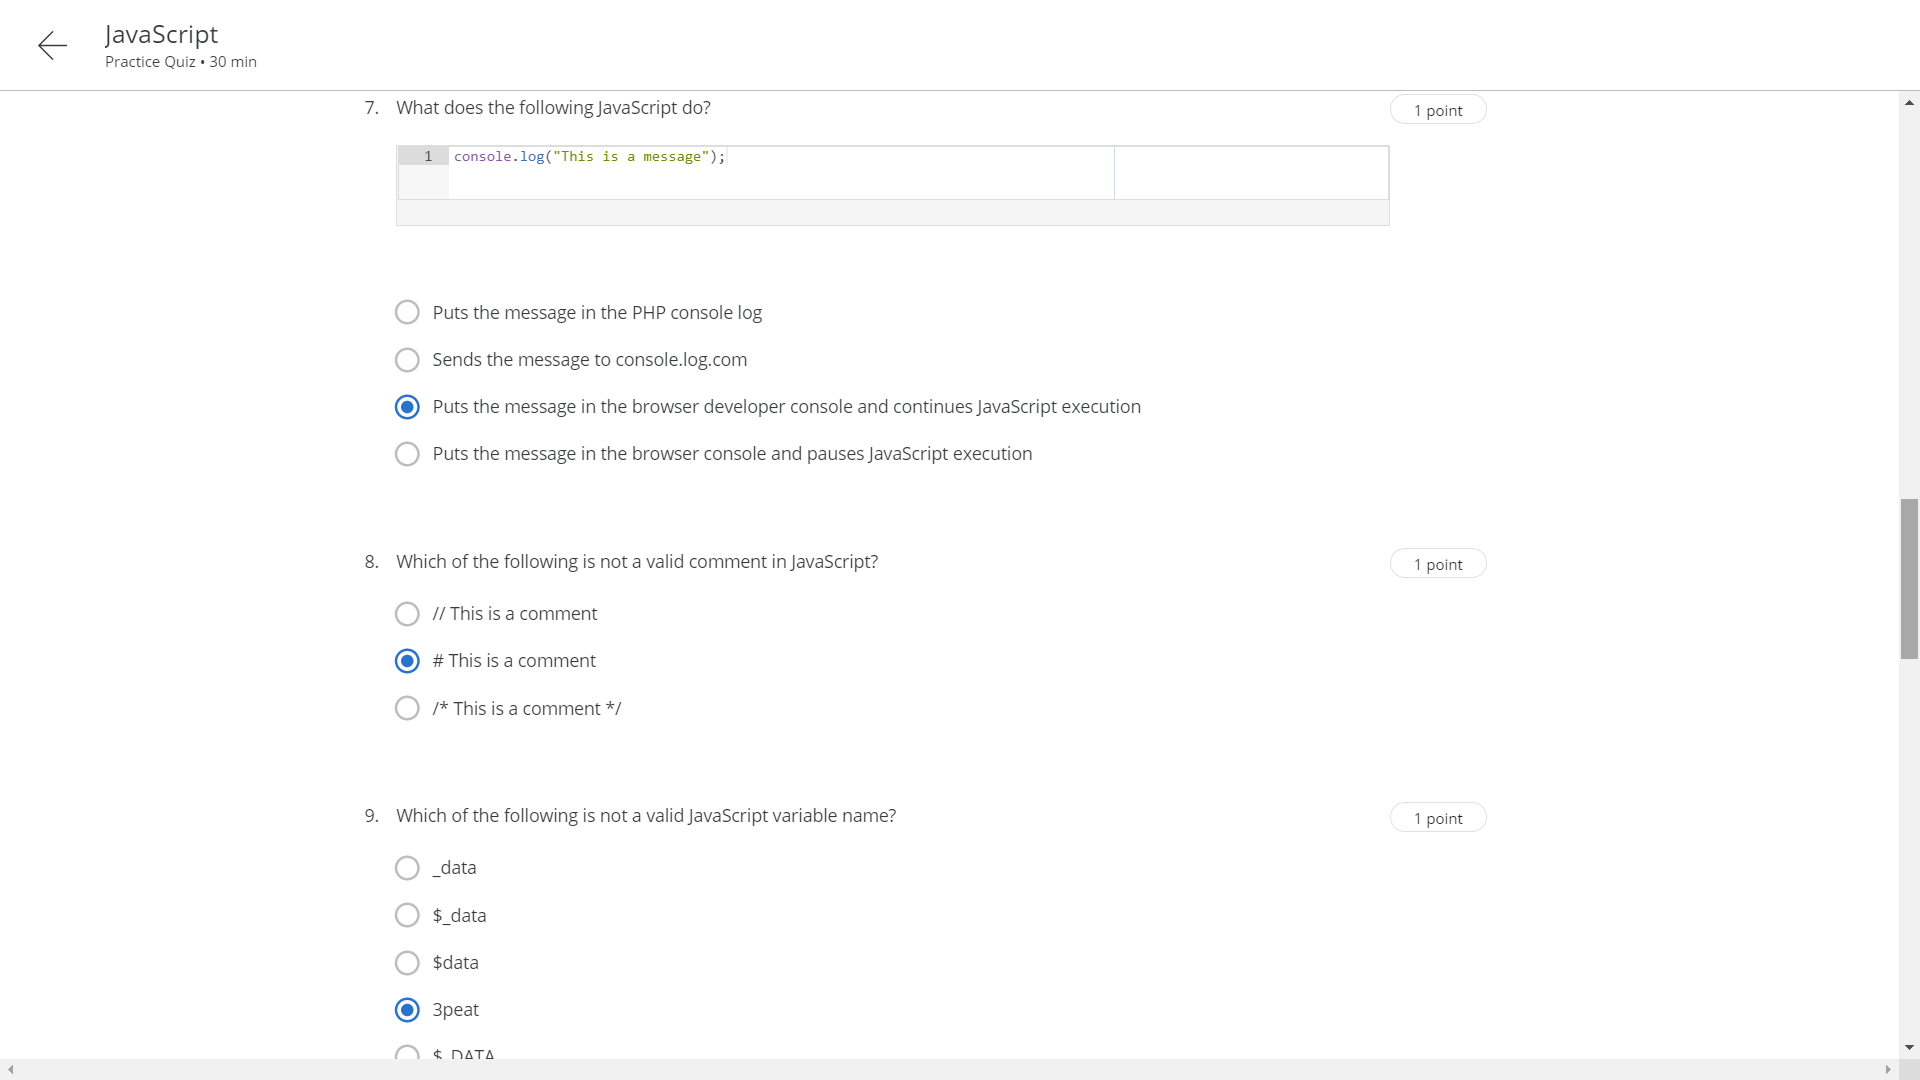 JavaScript
Practice Quiz • 30 min
7. What does the following JavaScript do?
1 point
1 console.log("This is a message");
Puts the message in the PHP console log
Sends the message to console.log.com
Puts the message in the browser developer console and continues JavaScript execution
Puts the message in the browser console and pauses JavaScript execution
8. Which of the following is not a valid comment in JavaScript?
1 point
// This is a comment
# This is a comment
/* This is a comment */
9. Which of the following is not a valid JavaScript variable name?
1 point
_data
$_data
$data
3peat
$_DATA